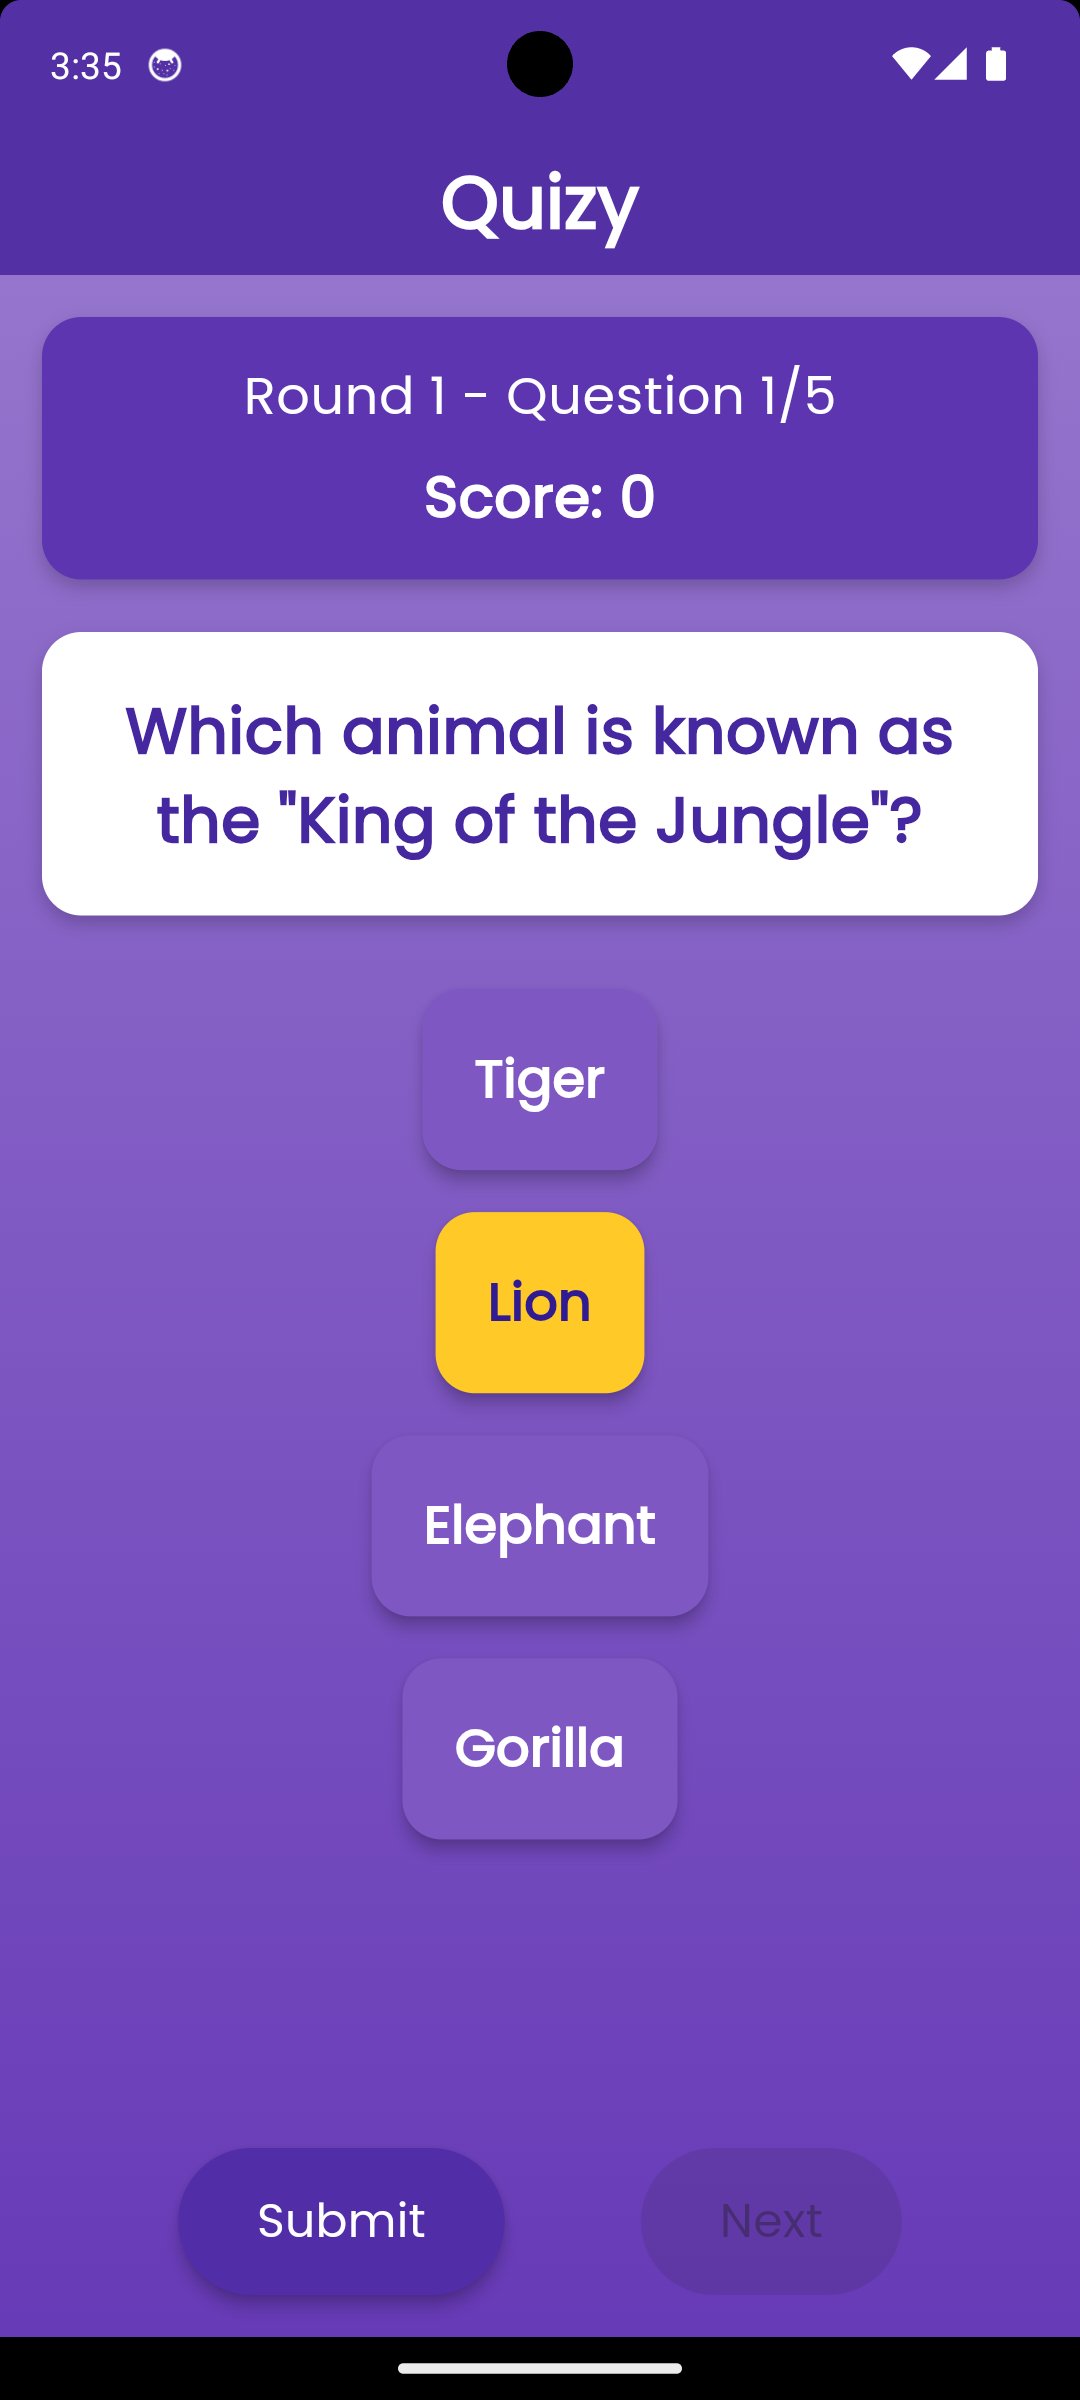 3:35
Quizy
Round 1 - Question 1/5
Score: 0
Which animal is known as
the "King of the Jungle"?
Tiger
Lion
Elephant
Gorilla
Submit
Next